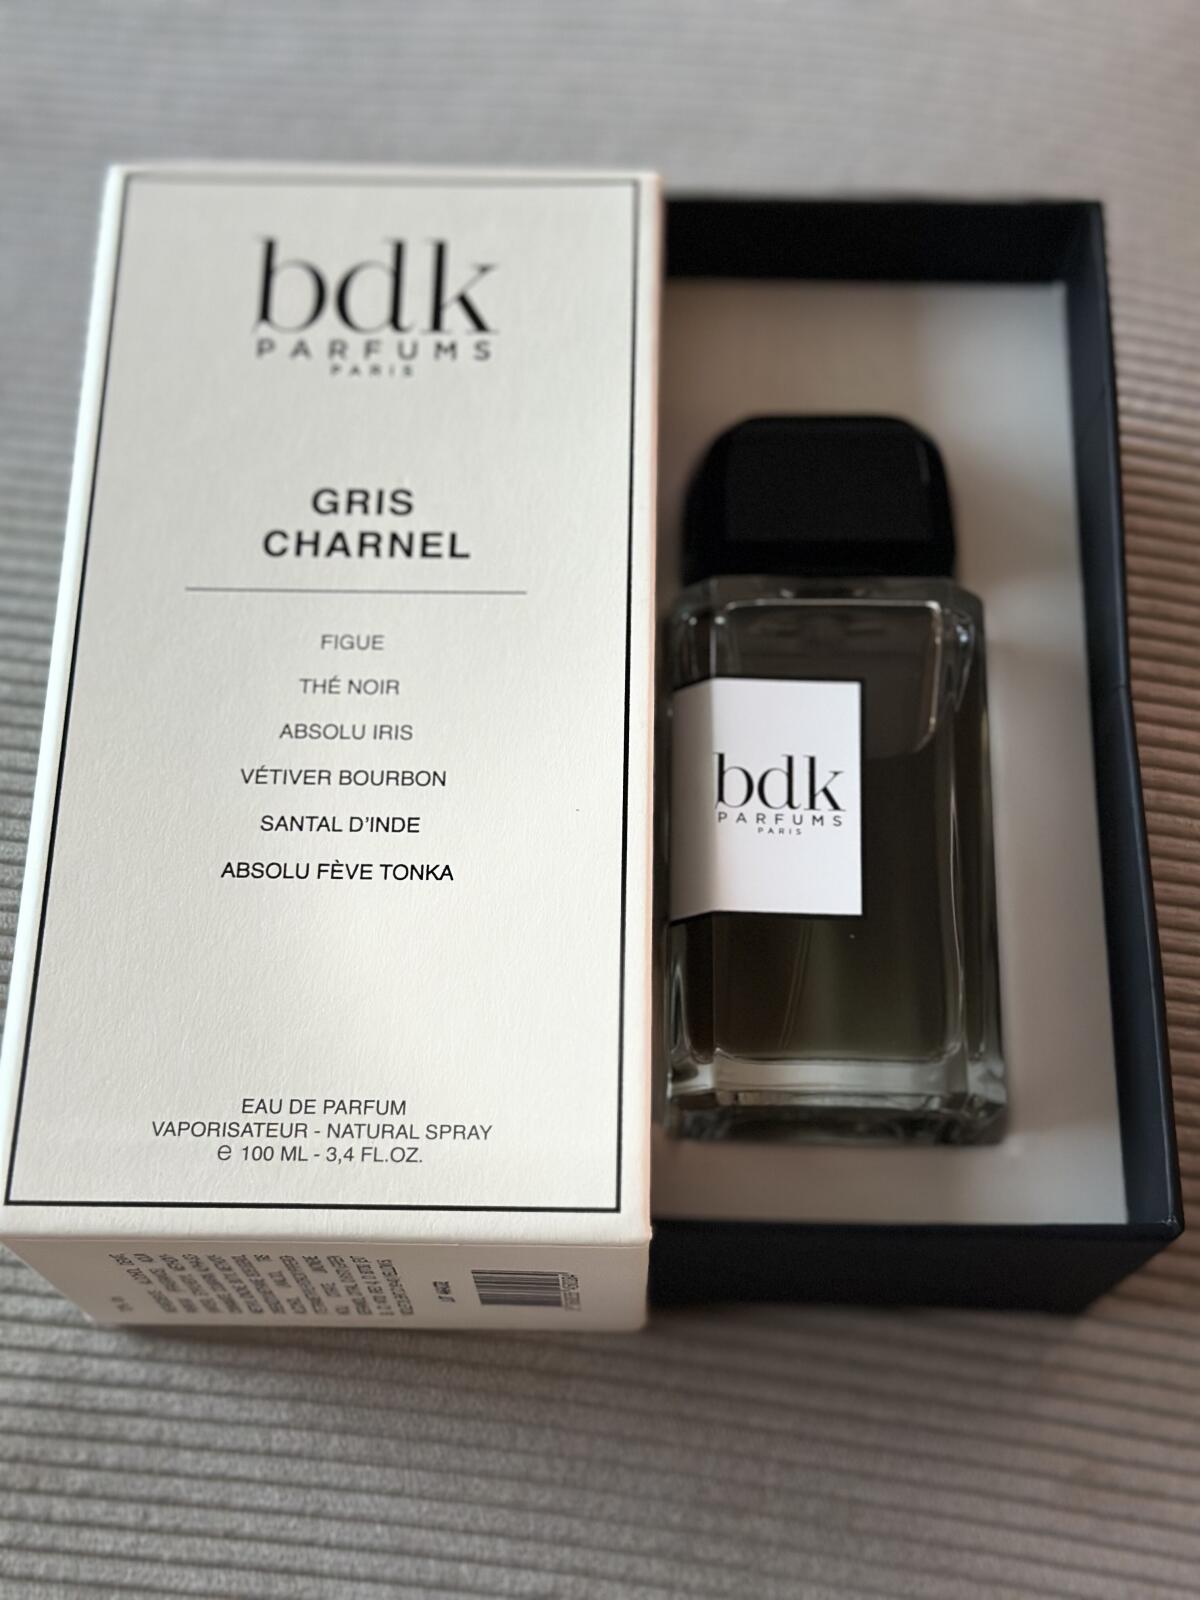 bdk
PARFUMS
PARIS
GRIS
CHARNEL
FIGUE
THÉ NOIR
ABSOLU IRIS
VÉTIVER BOURBON
SANTAL D'INDE
ABSOLU FÈVE TONKA
EAU DE PARFUM
VAPORISATEUR - NATURAL SPRAY
e 100 ML - 3,4 FL.OZ.
bdk
PARFUMS
PARIS